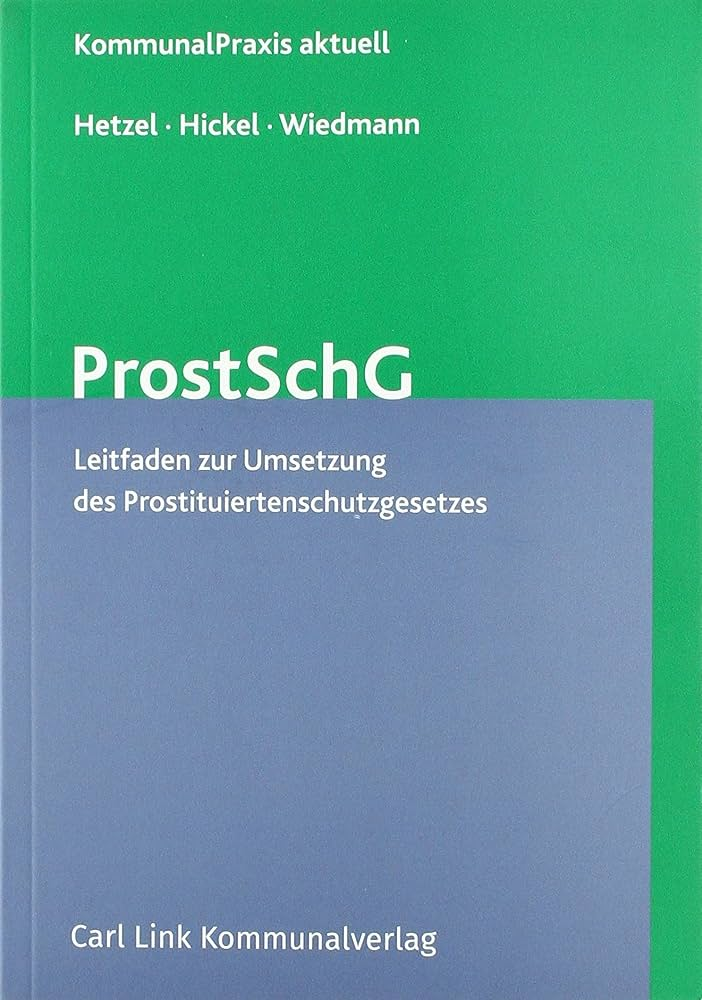 KommunalPraxis aktuell
Hetzel · Hickel · Wiedmann
ProstSchG
Leitfaden zur Umsetzung
des Prostituiertenschutzgesetzes
Carl Link Kommunalverlag